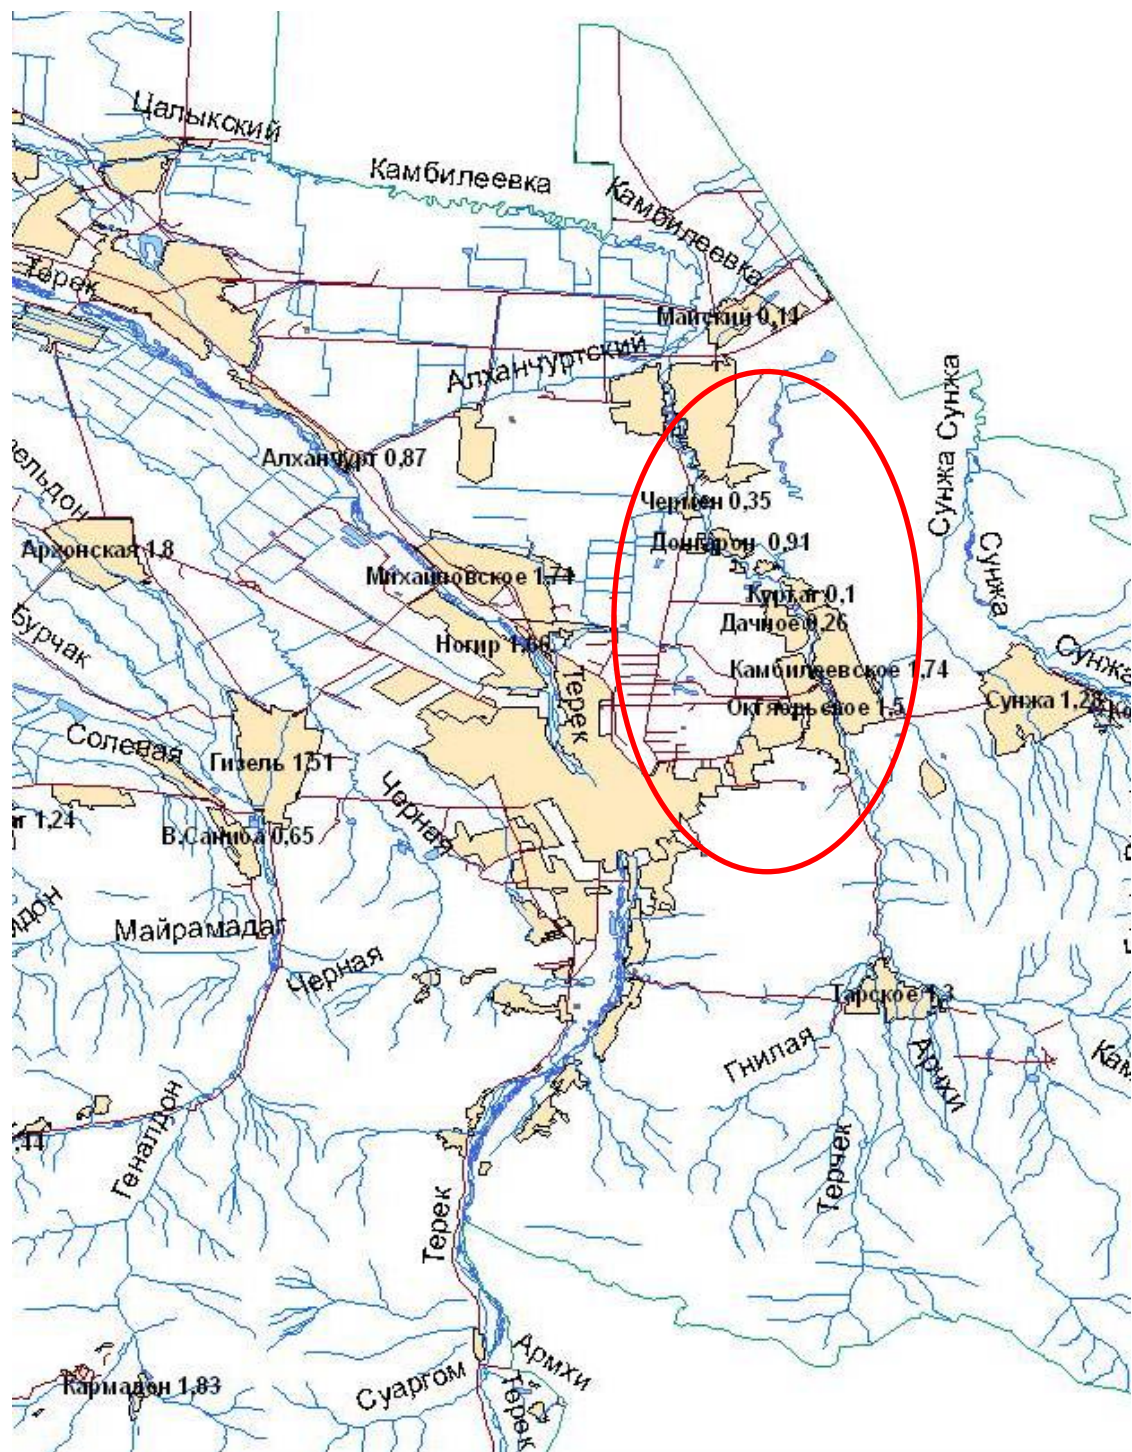 Цалыкский
Камбилеевка
Камбилеевка
Терек
Майский 0,14
Алханчуртский
Сунжа Сунжа
Алханчурт 0,87
Чермен 0,35
Архонская 1,8
Донгарон 0,91
Михайловское 1,74
Куртат 0,1
Сунжа
Дачное 0,26
Бурчак
Ногир 1,66
Терек
Камбилеевское 1,74
Сунжа
Октябрьское 1,5
Сунжа 1,28
Солевая
Гизель 1,51
Черная
1,24
В.Саниба 0,65
Майрамадаг
Черная
Тарское 1,3
Гнилая
Армхи
Геналдон
Терчек
Терек
Кармадон 1,83
Суаргом
Армхи
Терек